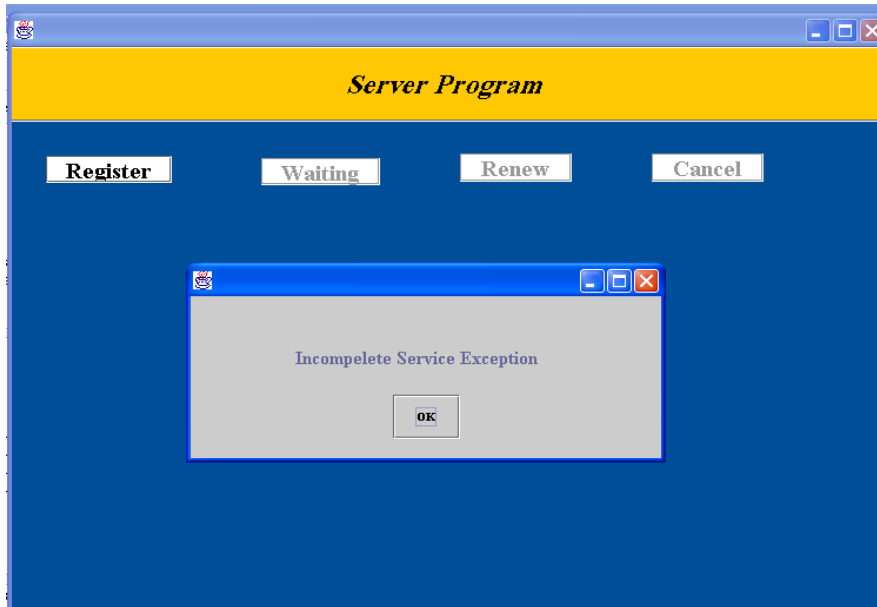 Server Program
Register Waiting Renew Cancel
Incompelete Service Exception
OK